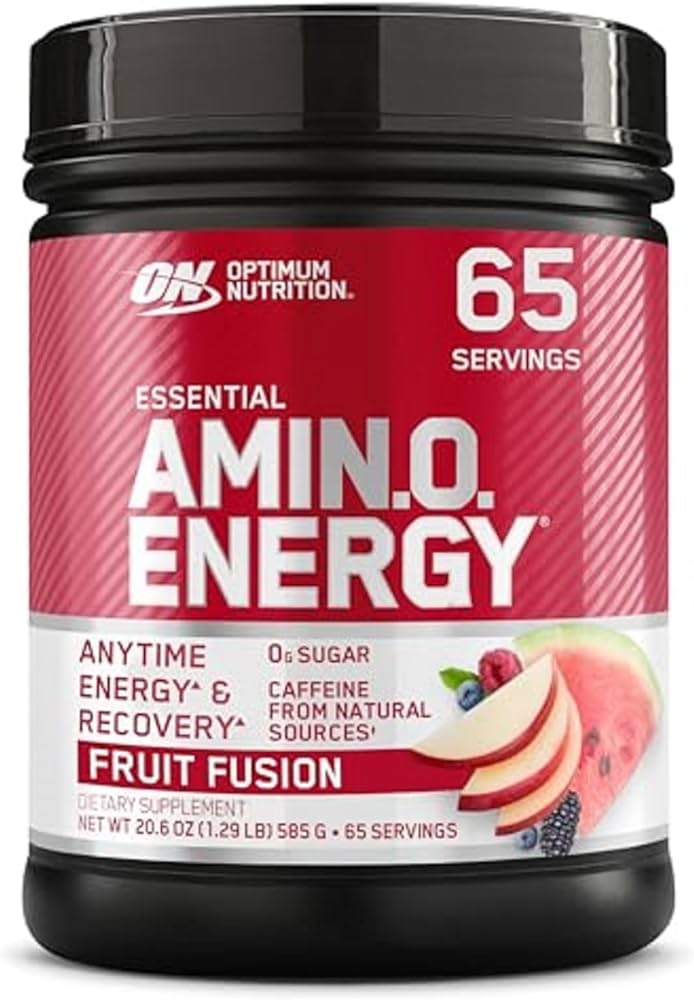 ON OPTIMUM NUTRITION®
65
SERVINGS
ESSENTIAL
AMIN.O.
ENERGY®
ANYTIME
ENERGY▲ &
RECOVERY▲
0G SUGAR
CAFFEINE
FROM NATURAL
SOURCES
FRUIT FUSION
DIETARY SUPPLEMENT
NET WT 20.6 OZ (1.29 LB) 585 G • 65 SERVINGS